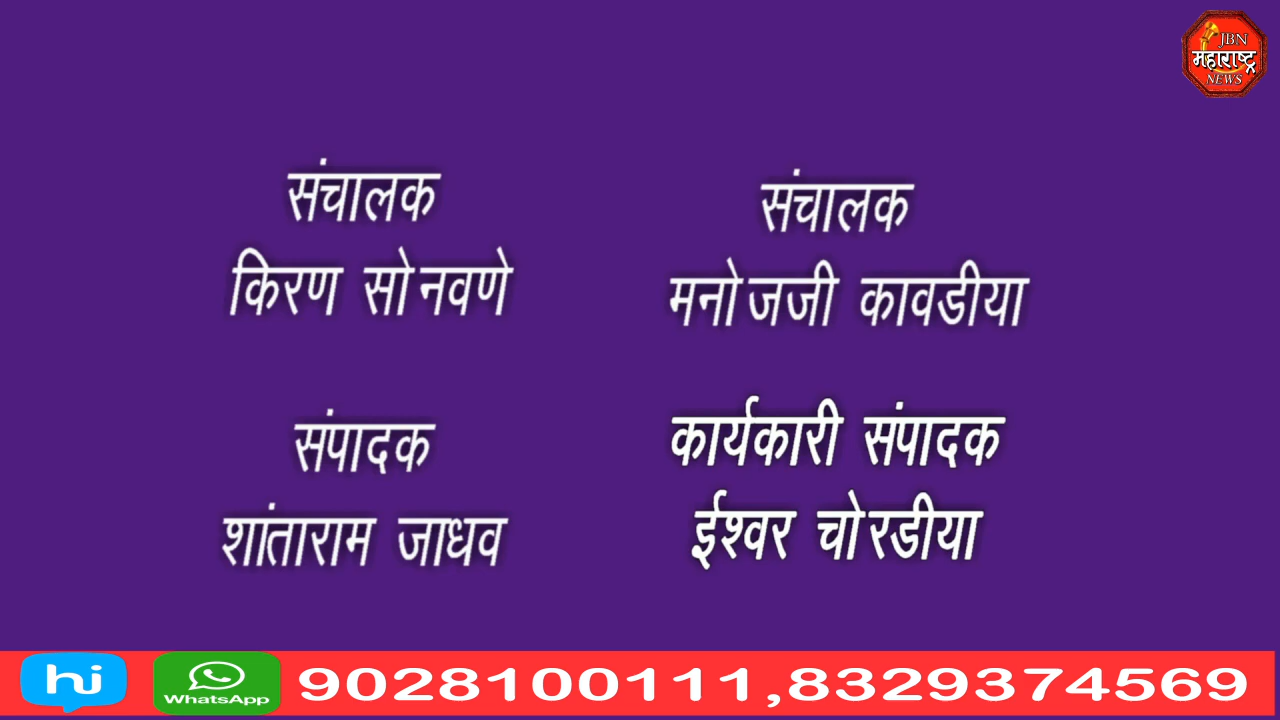 JBN
महाराष्ट्र
NEWS
संचालक
किरण सोनवणे
संचालक
मनोजजी कावडीया
संपादक
शांताराम जाधव
कार्यकारी संपादक
ईश्वर चोरडीया
hi
WhatsApp
9028100111,8329374569